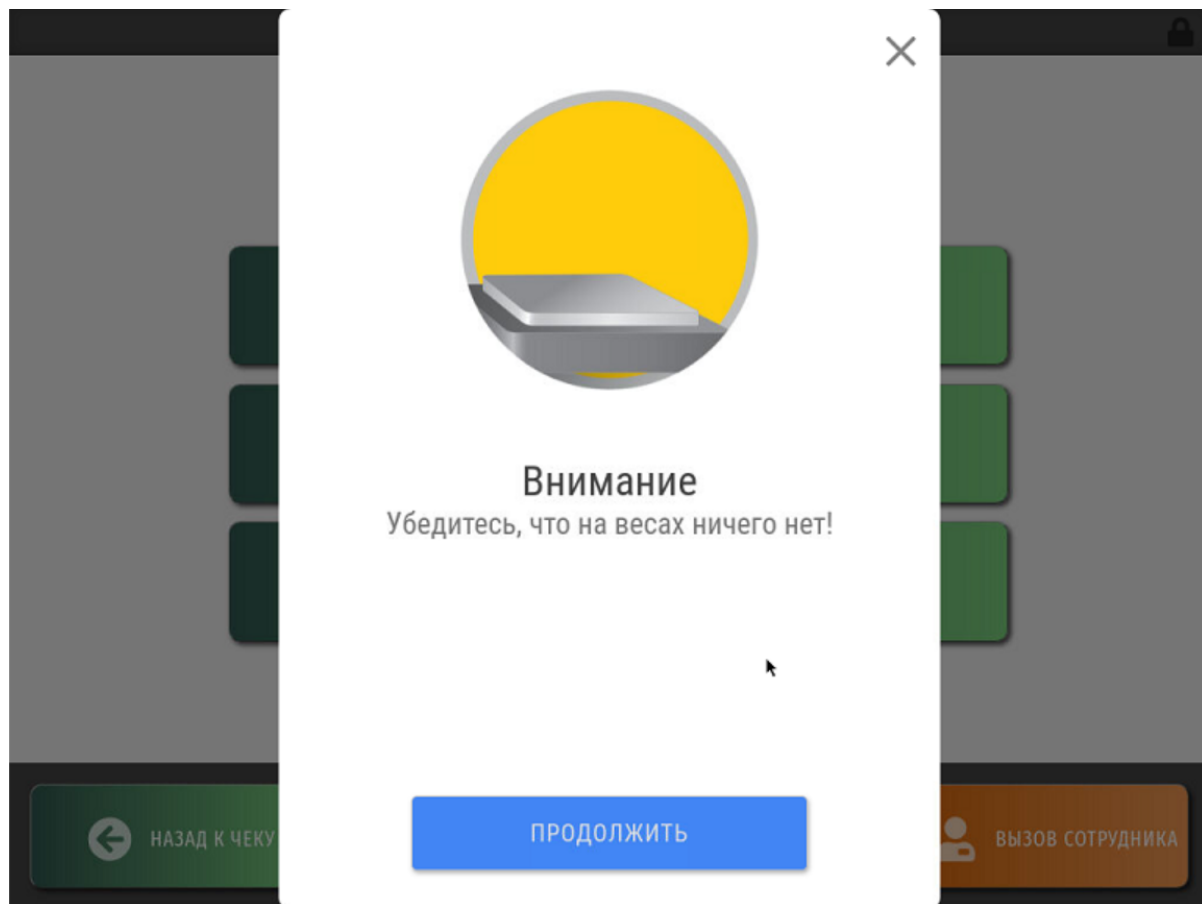 Внимание
Убедитесь, что на весах ничего нет!
ПРОДОЛЖИТЬ
НАЗАД К ЧЕКУ
ВЫЗОВ СОТРУДНИКА